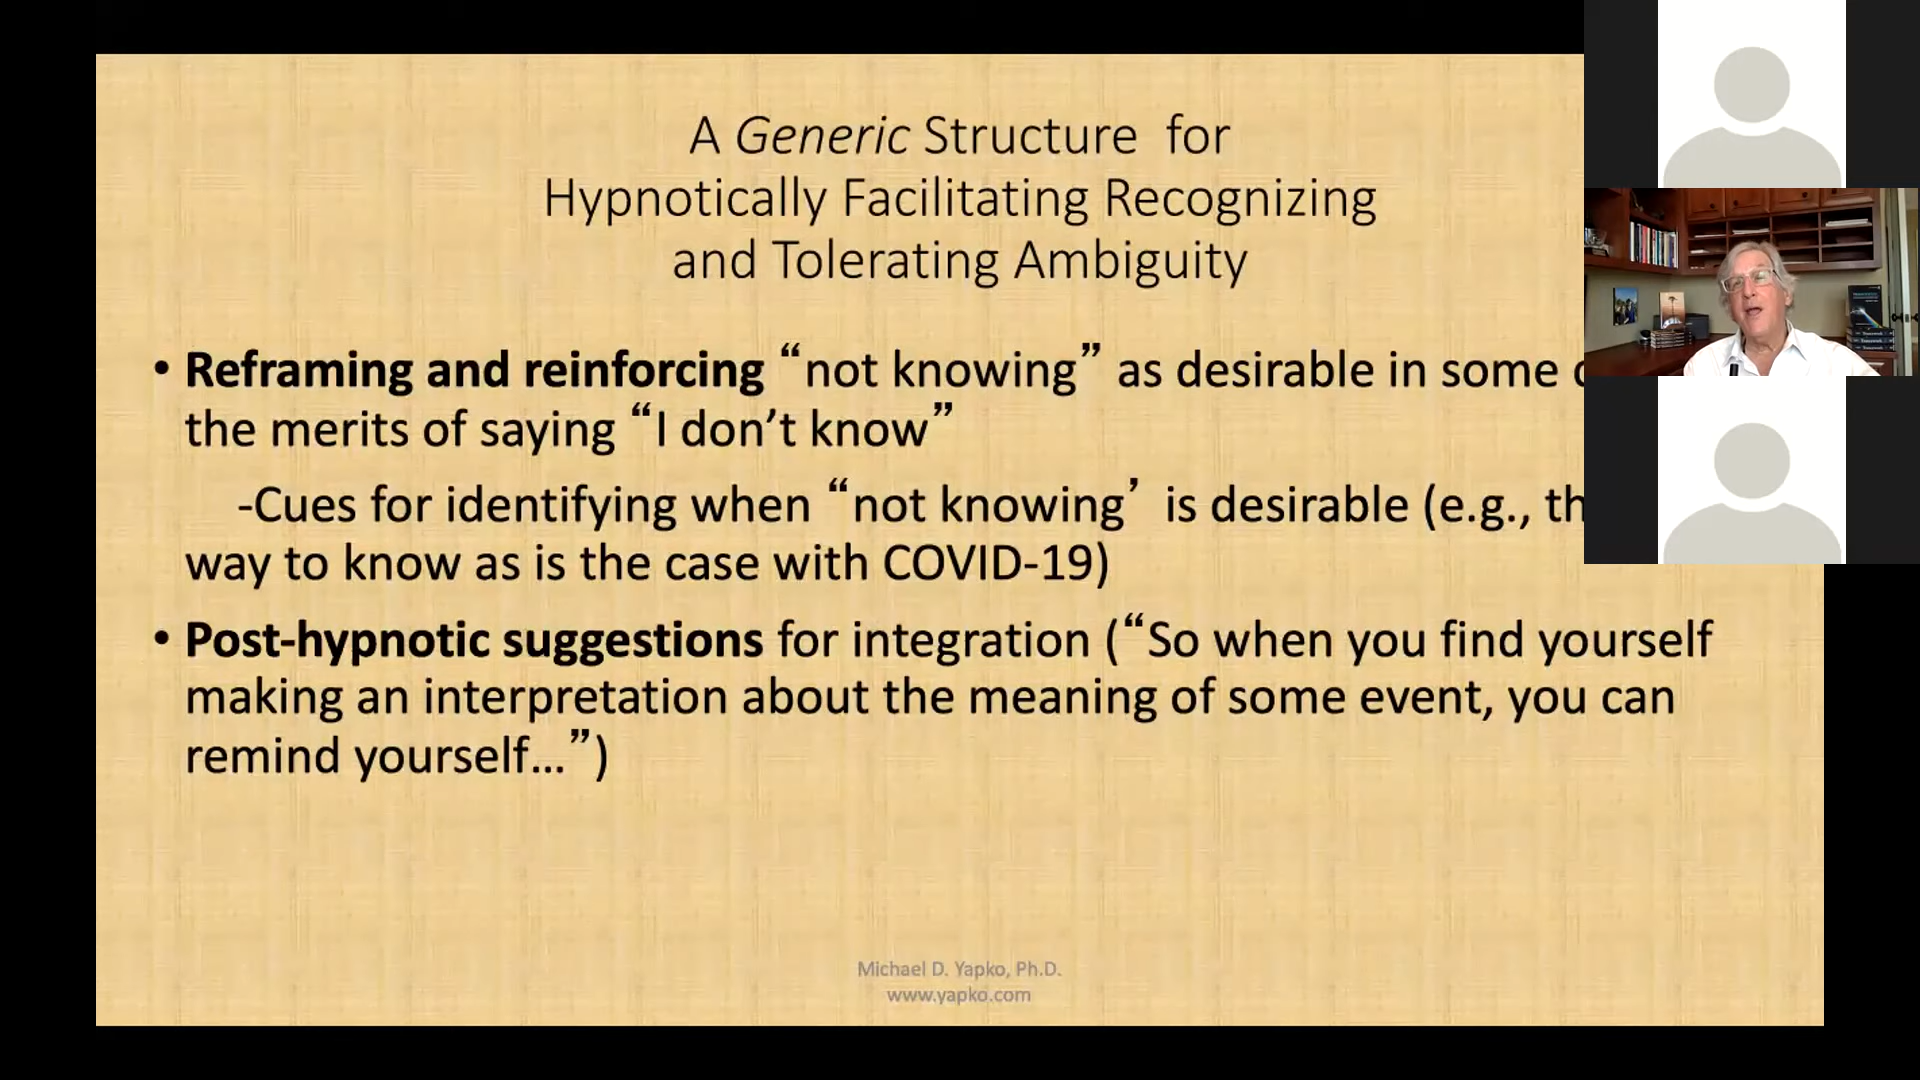 A Generic Structure for
Hypnotically Facilitating Recognizing
and Tolerating Ambiguity
• Reframing and reinforcing “not knowing” as desirable in some
the merits of saying “I don’t know”
-Cues for identifying when “not knowing’ is desirable (e.g.,
way to know as is the case with COVID-19)
• Post-hypnotic suggestions for integration (“So when you find yourself
making an interpretation about the meaning of some event, you can
remind yourself…”)
Michael D. Yapko, Ph.D.
www.yapko.com